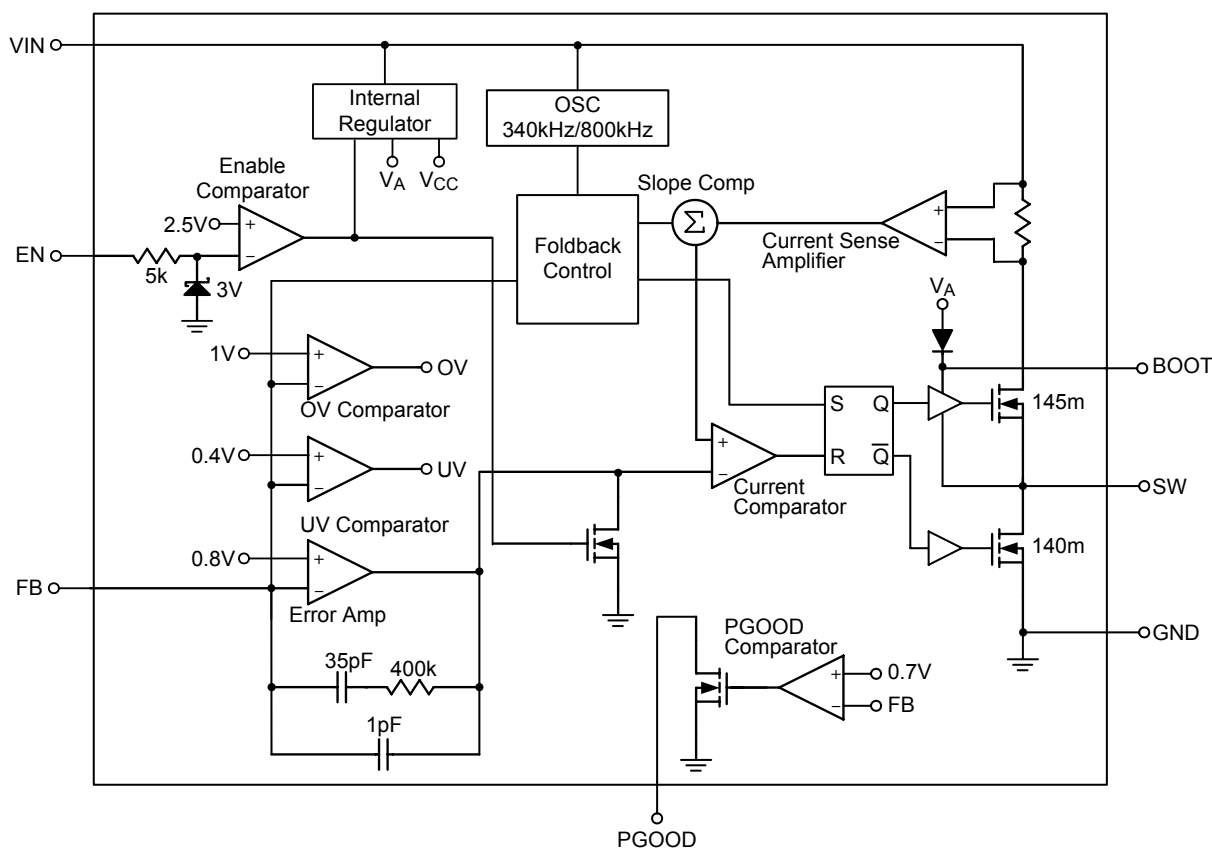 VIN
Internal
Regulator
OSC
340kHz/800kHz
VA
VCC
Enable
Comparator
Slope Comp
2.5V
+
−
Σ
+
−
Foldback
Control
Current Sense
Amplifier
EN
5k
3V
VA
1V
+
−
OV
OV Comparator
BOOT
S
Q
145m
0.4V
+
−
UV
UV Comparator
+
−
R
Q
Current
Comparator
SW
0.8V
+
−
Error Amp
140m
FB
PGOOD
Comparator
GND
35pF
400k
+
−
0.7V
FB
1pF
PGOOD